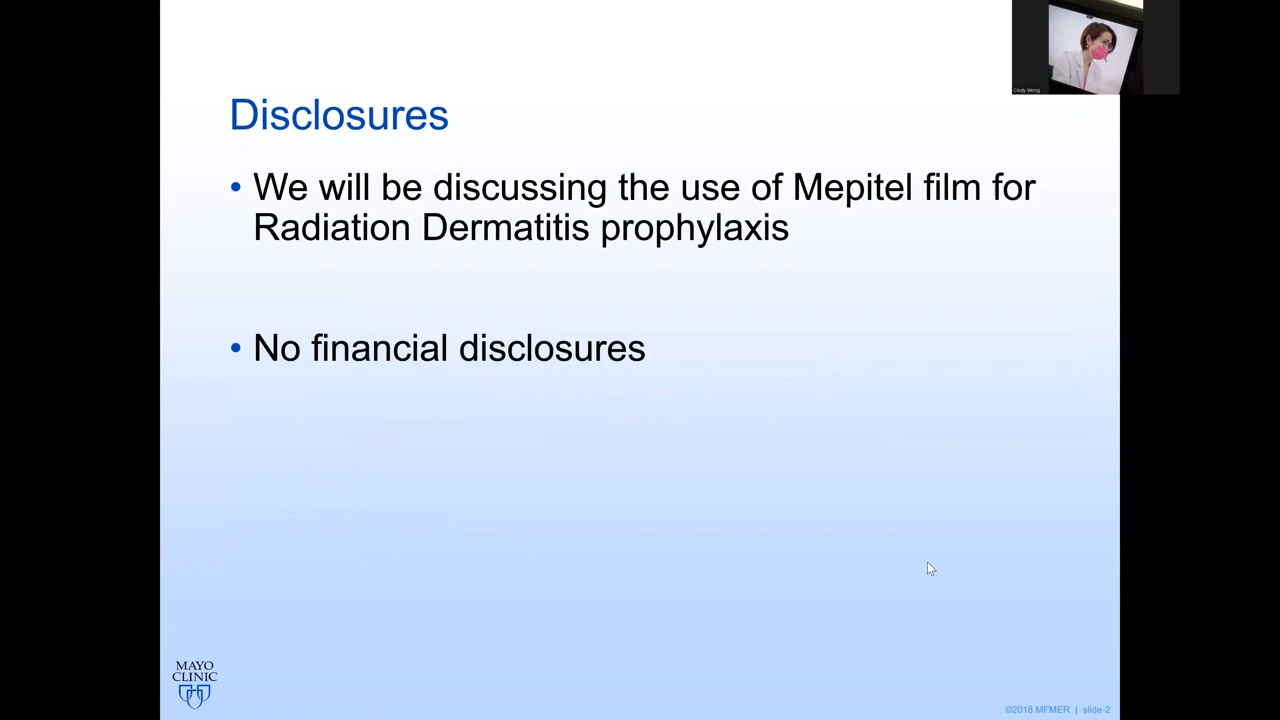 Cindy Wong
Disclosures
• We will be discussing the use of Mepitel film for
Radiation Dermatitis prophylaxis
• No financial disclosures
MAYO
CLINIC
©2018 MFMER | slide-2